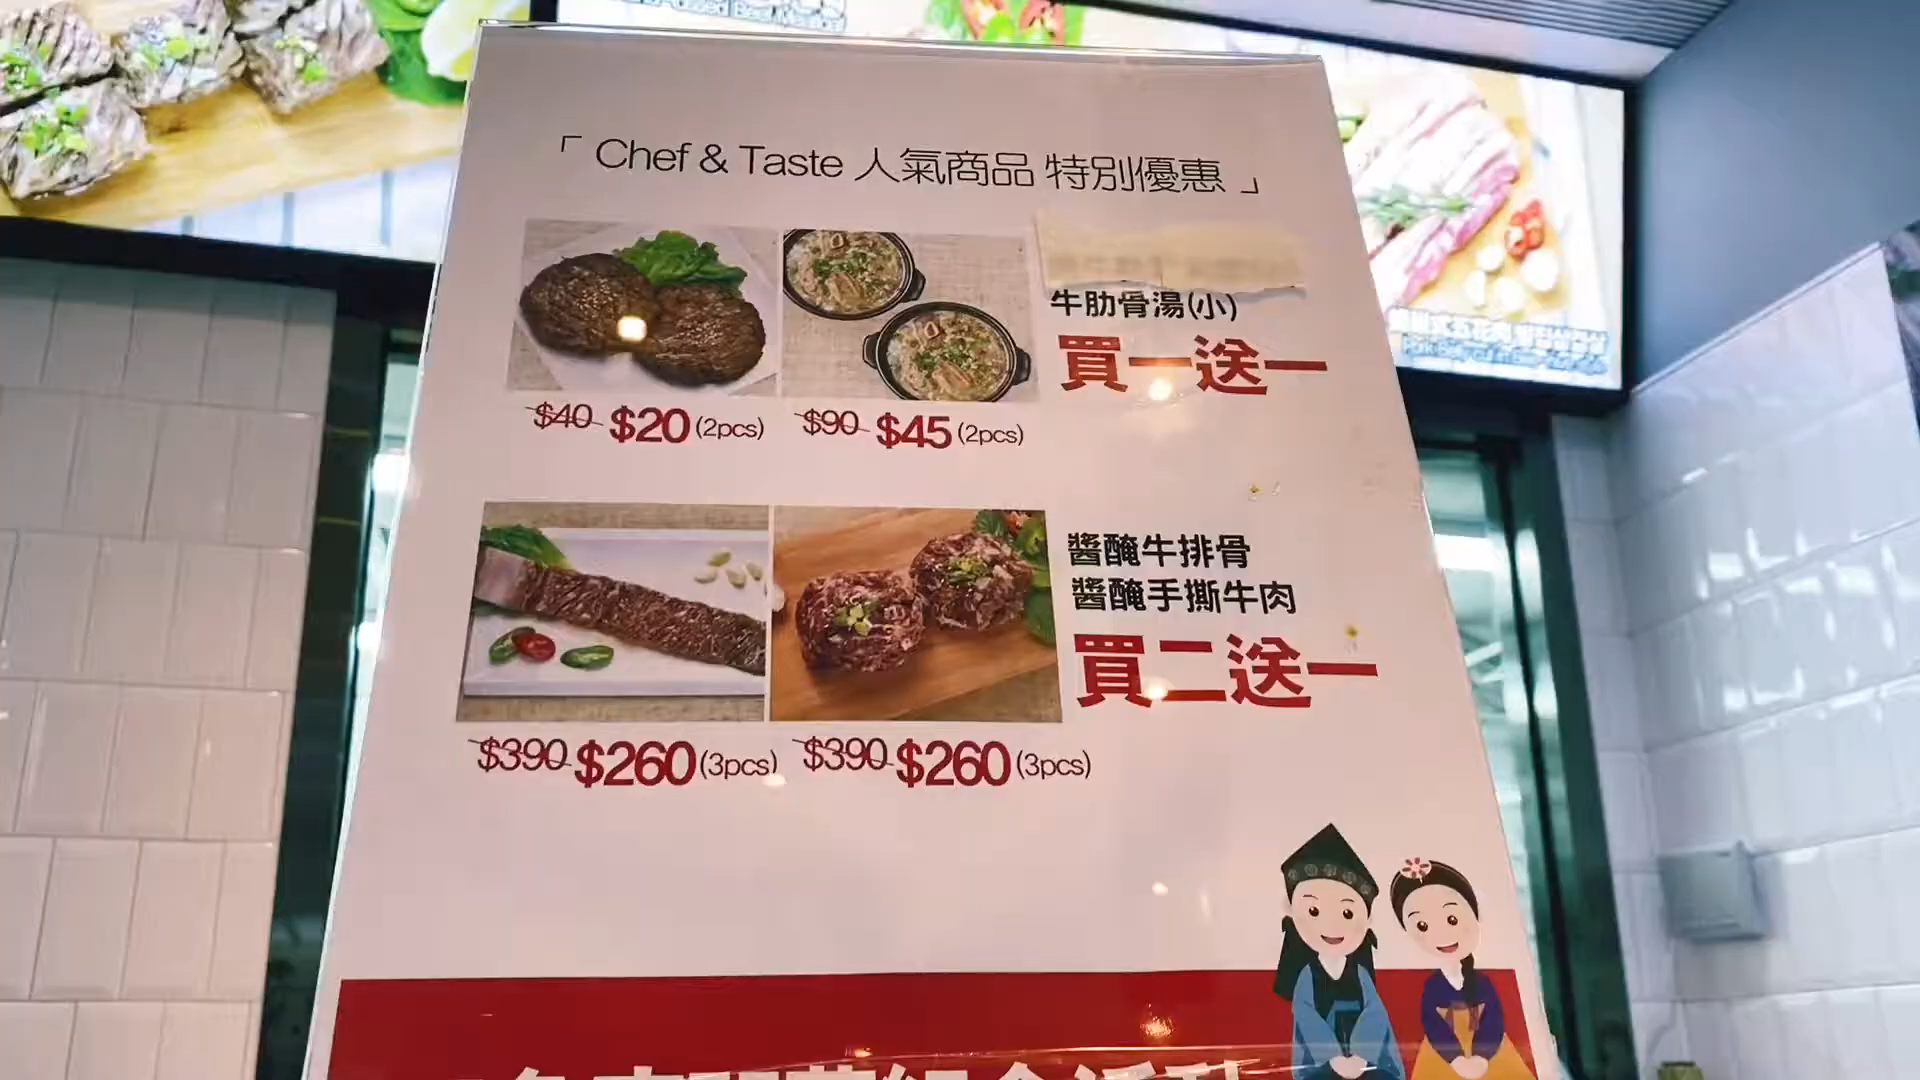 「 Chef & Taste 人氣商品 特別優惠 」
牛肋骨湯(小)
買一送一
$40 $20 (2pcs) $90 $45 (2pcs)
醬醃牛排骨
醬醃手撕牛肉
買二送一
$390 $260 (3pcs) $390 $260 (3pcs)